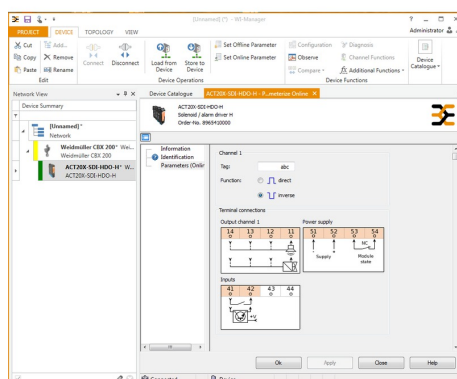 [Unnamed] (*) - WI-Manager
PROJECT DEVICE TOPOLOGY VIEW
Administrator
Cut
Copy
Paste
Add...
Remove
Rename
Edit
Connect
Disconnect
Load from Device
Store to Device
Device Operations
Set Offline Parameter
Set Online Parameter
Configuration
Observe
Compare
Diagnosis
Channel Functions
Additional Functions
Device Functions
Device Catalogue
Network View
Device Summary
[Unnamed]*
Network
Weidmüller CBX 200* Wei...
Weidmüller CBX 200
ACT20X-SDI-HDO-H* W...
ACT20X-SDI-HDO-H
Device Catalogue ACT20X-SDI-HDO-H - P...meterize Online
ACT20X-SDI-HDO-H
Solenoid / alarm driver H
Order-No. 8965410000
Information
Identification
Parameters (Onlin
Channel 1
Tag: abc
Function: direct
inverse
Terminal connections
Output channel 1 Power supply
14 13 12 11 51 52 53 54
NC
Supply Module state
Inputs
41 42 43 44
+V
Ok Apply Close Help
Connected Device